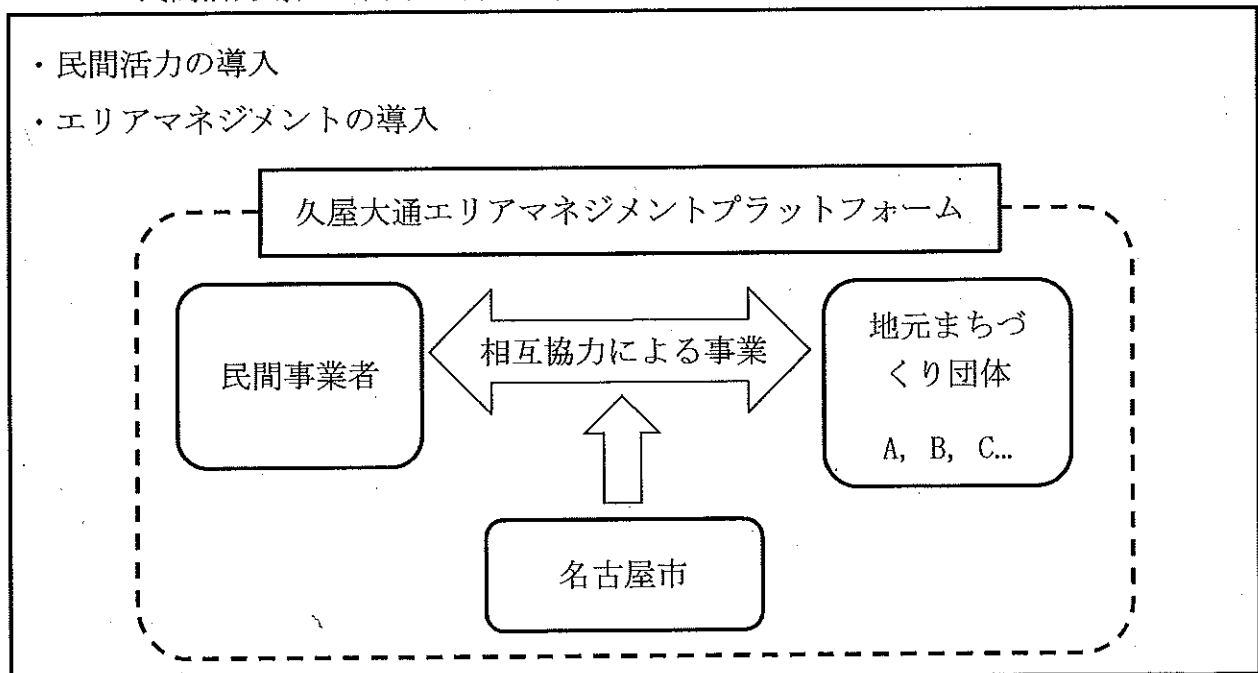 ・民間活力の導入
・エリアマネジメントの導入
久屋大通エリアマネジメントプラットフォーム
民間事業者
相互協力による事業
地元まちづ
くり団体
A, B, C…
名古屋市